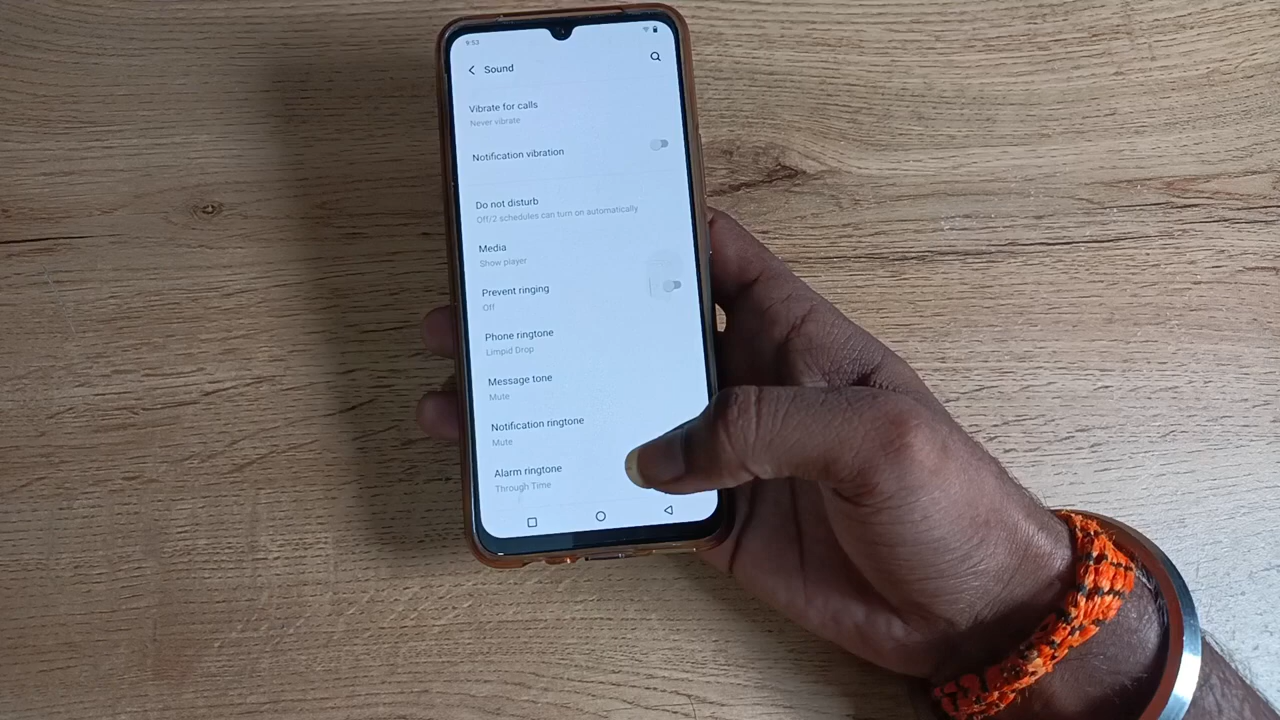 9:53
Sound
Vibrate for calls
Never vibrate
Notification vibration
Do not disturb
Off/2 schedules can turn on automatically
Media
Show player
Prevent ringing
Off
Phone ringtone
Limpid Drop
Message tone
Mute
Notification ringtone
Mute
Alarm ringtone
Through Time